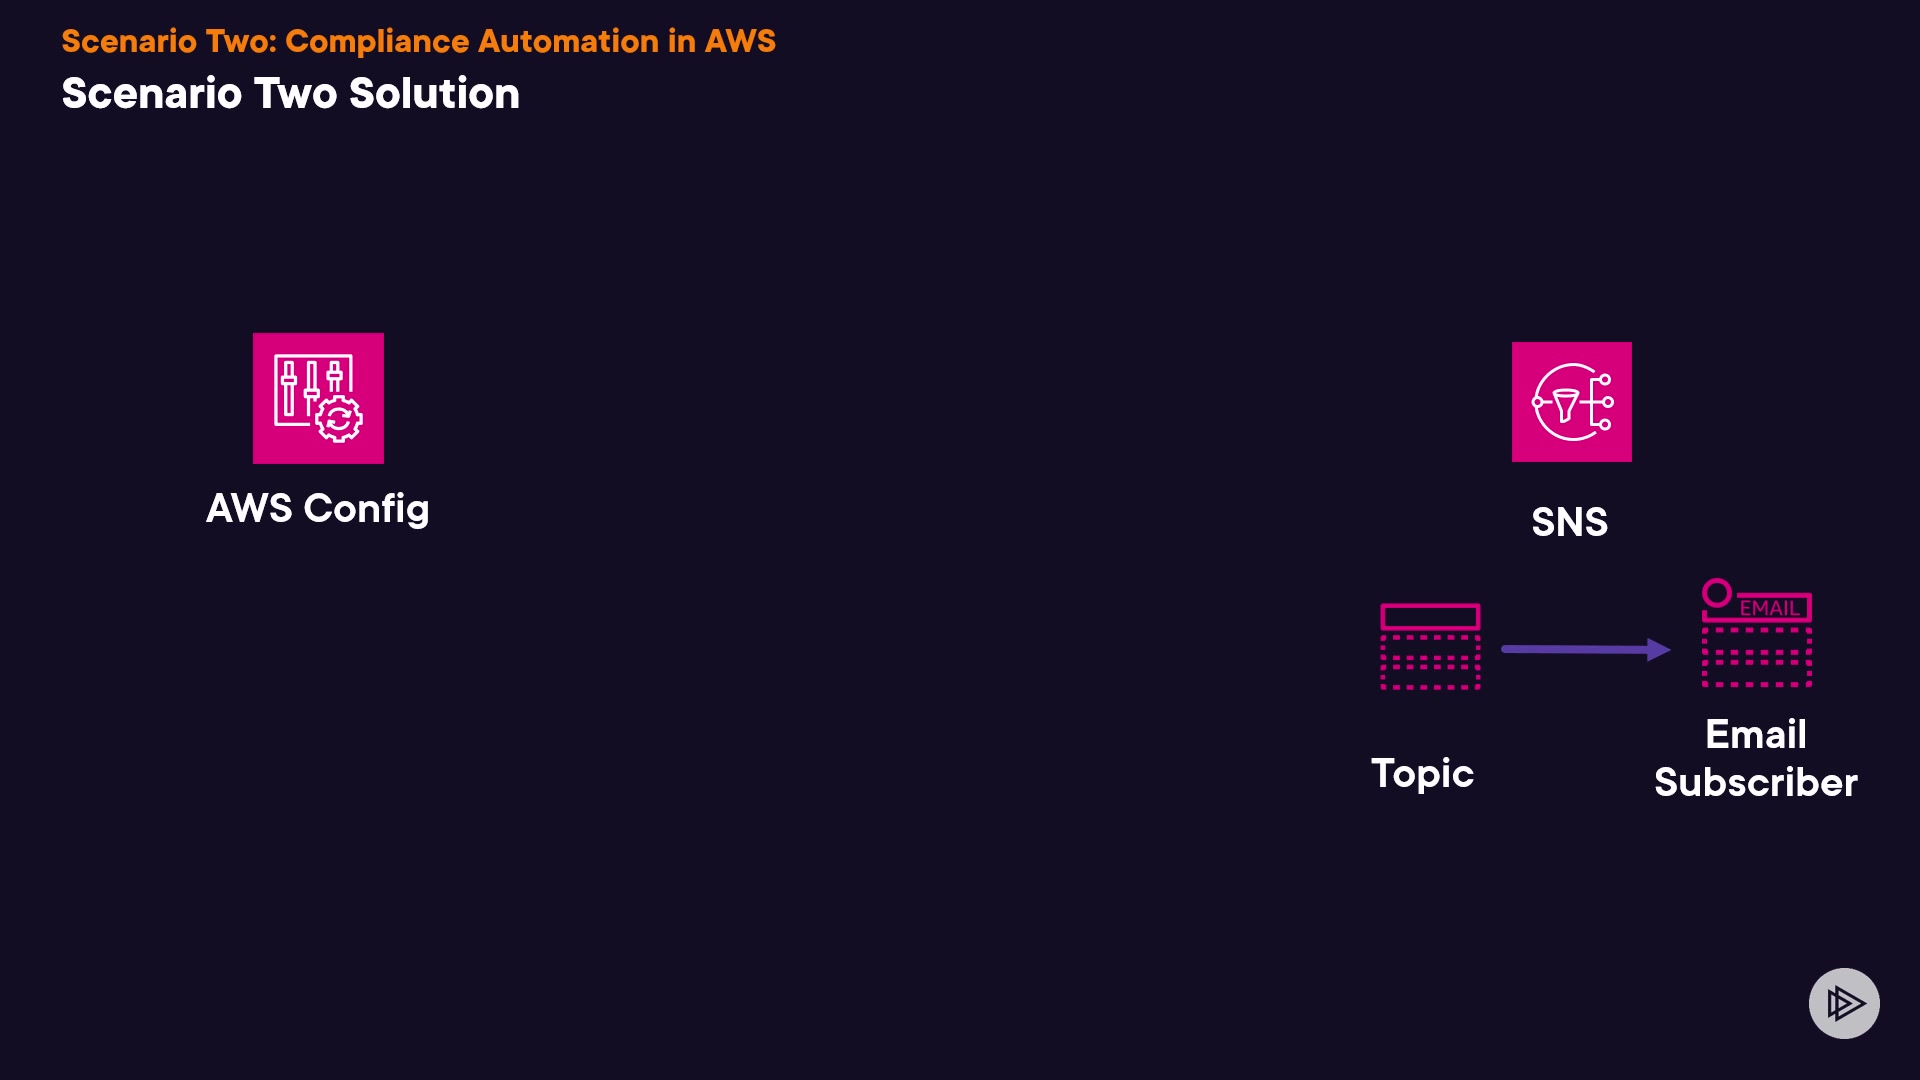 Scenario Two: Compliance Automation in AWS
Scenario Two Solution
AWS Config
SNS
EMAIL
Topic
Email
Subscriber